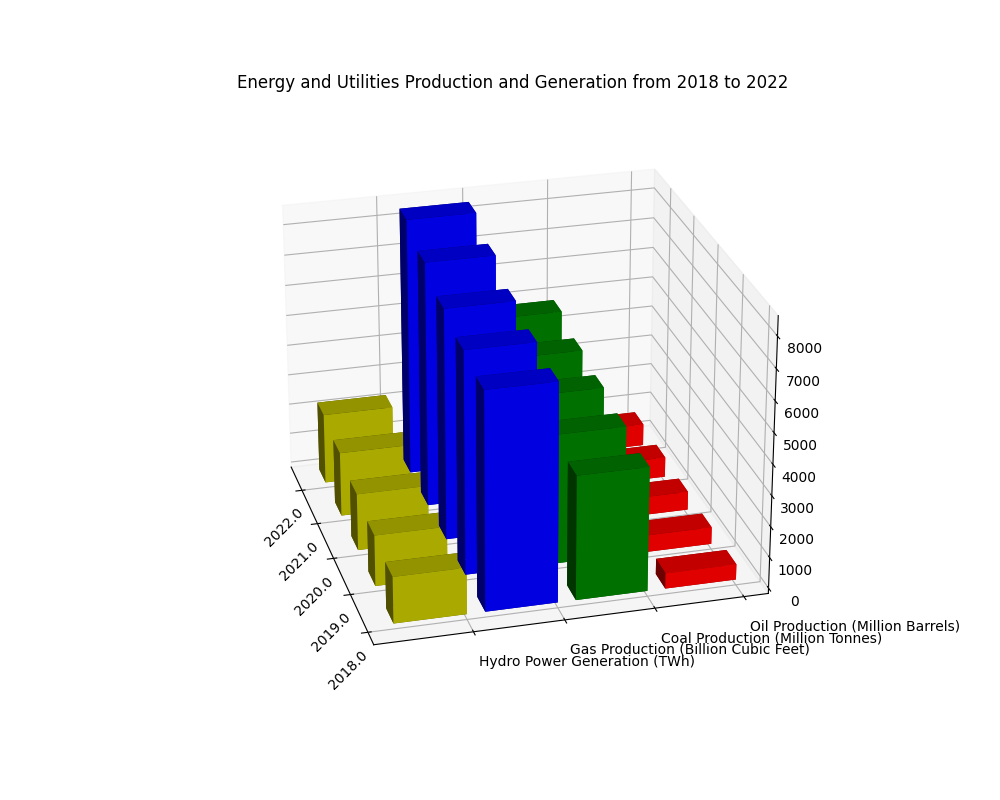 Energy and Utilities Production and Generation from 2018 to 2022
8000
7000
6000
5000
4000
3000
2000
1000
0
2022.0
2021.0
2020.0
2019.0
2018.0
Oil Production (Million Barrels)
Coal Production (Million Tonnes)
Gas Production (Billion Cubic Feet)
Hydro Power Generation (TWh)